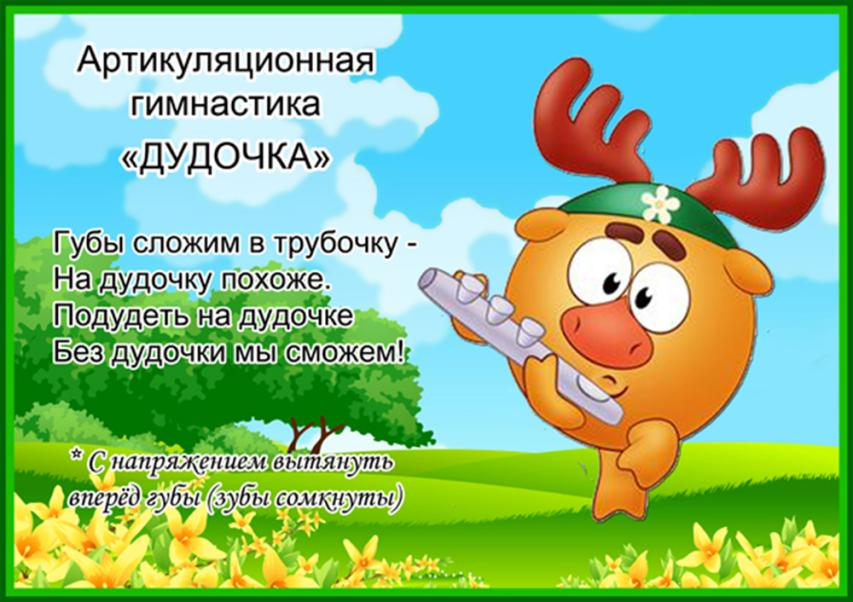 Артикуляционная
гимнастика
«ДУДОЧКА»
Губы сложим в трубочку -
На дудочку похоже.
Подудеть на дудочке
Без дудочки мы сможем!
* С напряжением вытянуть
вперёд губы (зубы сомкнуты)